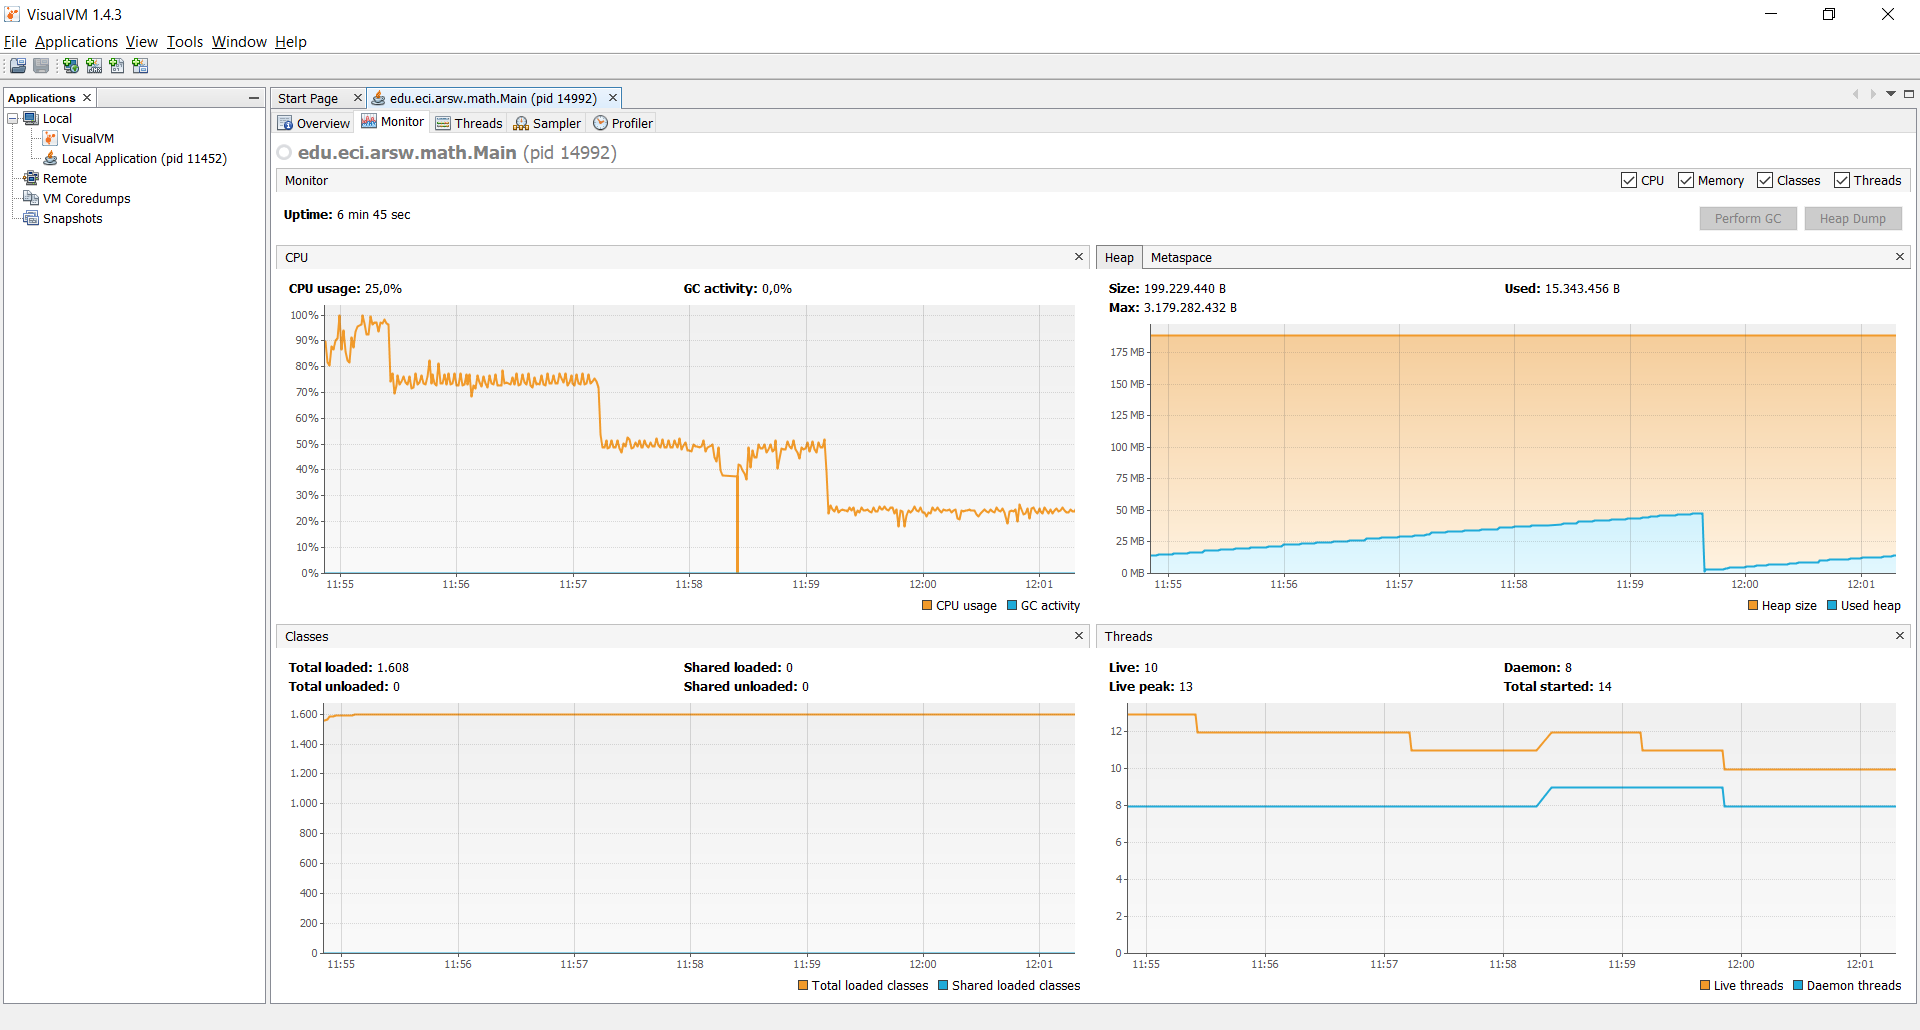 VisualVM 1.4.3
File Applications View Tools Window Help
Applications
Local
VisualVM
Local Application (pid 11452)
Remote
VM Coredumps
Snapshots
Start Page
edu.eci.arsw.math.Main (pid 14992)
Overview Monitor Threads Sampler Profiler
edu.eci.arsw.math.Main (pid 14992)
Monitor
CPU Memory Classes Threads
Uptime: 6 min 45 sec
Perform GC Heap Dump
CPU
CPU usage: 25,0% GC activity: 0,0%
100%
90%
80%
70%
60%
50%
40%
30%
20%
10%
0%
11:55 11:56 11:57 11:58 11:59 12:00 12:01
CPU usage GC activity
Heap Metaspace
Size: 199.229.440 B Used: 15.343.456 B
Max: 3.179.282.432 B
175 MB
150 MB
125 MB
100 MB
75 MB
50 MB
25 MB
0 MB
11:55 11:56 11:57 11:58 11:59 12:00 12:01
Heap size Used heap
Classes
Total loaded: 1.608 Shared loaded: 0
Total unloaded: 0 Shared unloaded: 0
1.600
1.400
1.200
1.000
800
600
400
200
0
11:55 11:56 11:57 11:58 11:59 12:00 12:01
Total loaded classes Shared loaded classes
Threads
Live: 10 Daemon: 8
Live peak: 13 Total started: 14
12
10
8
6
4
2
0
11:55 11:56 11:57 11:58 11:59 12:00 12:01
Live threads Daemon threads